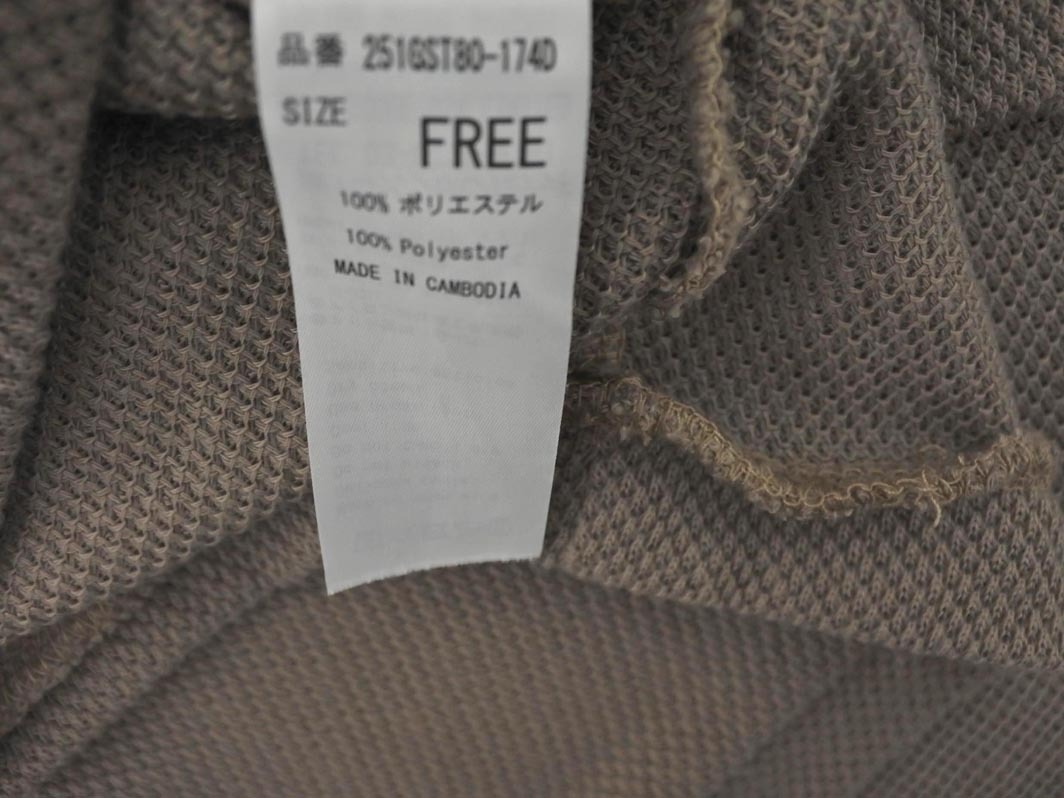 品番 251GST80-174D
SIZE
FREE
100% ポリエステル
100% Polyester
MADE IN CAMBODIA